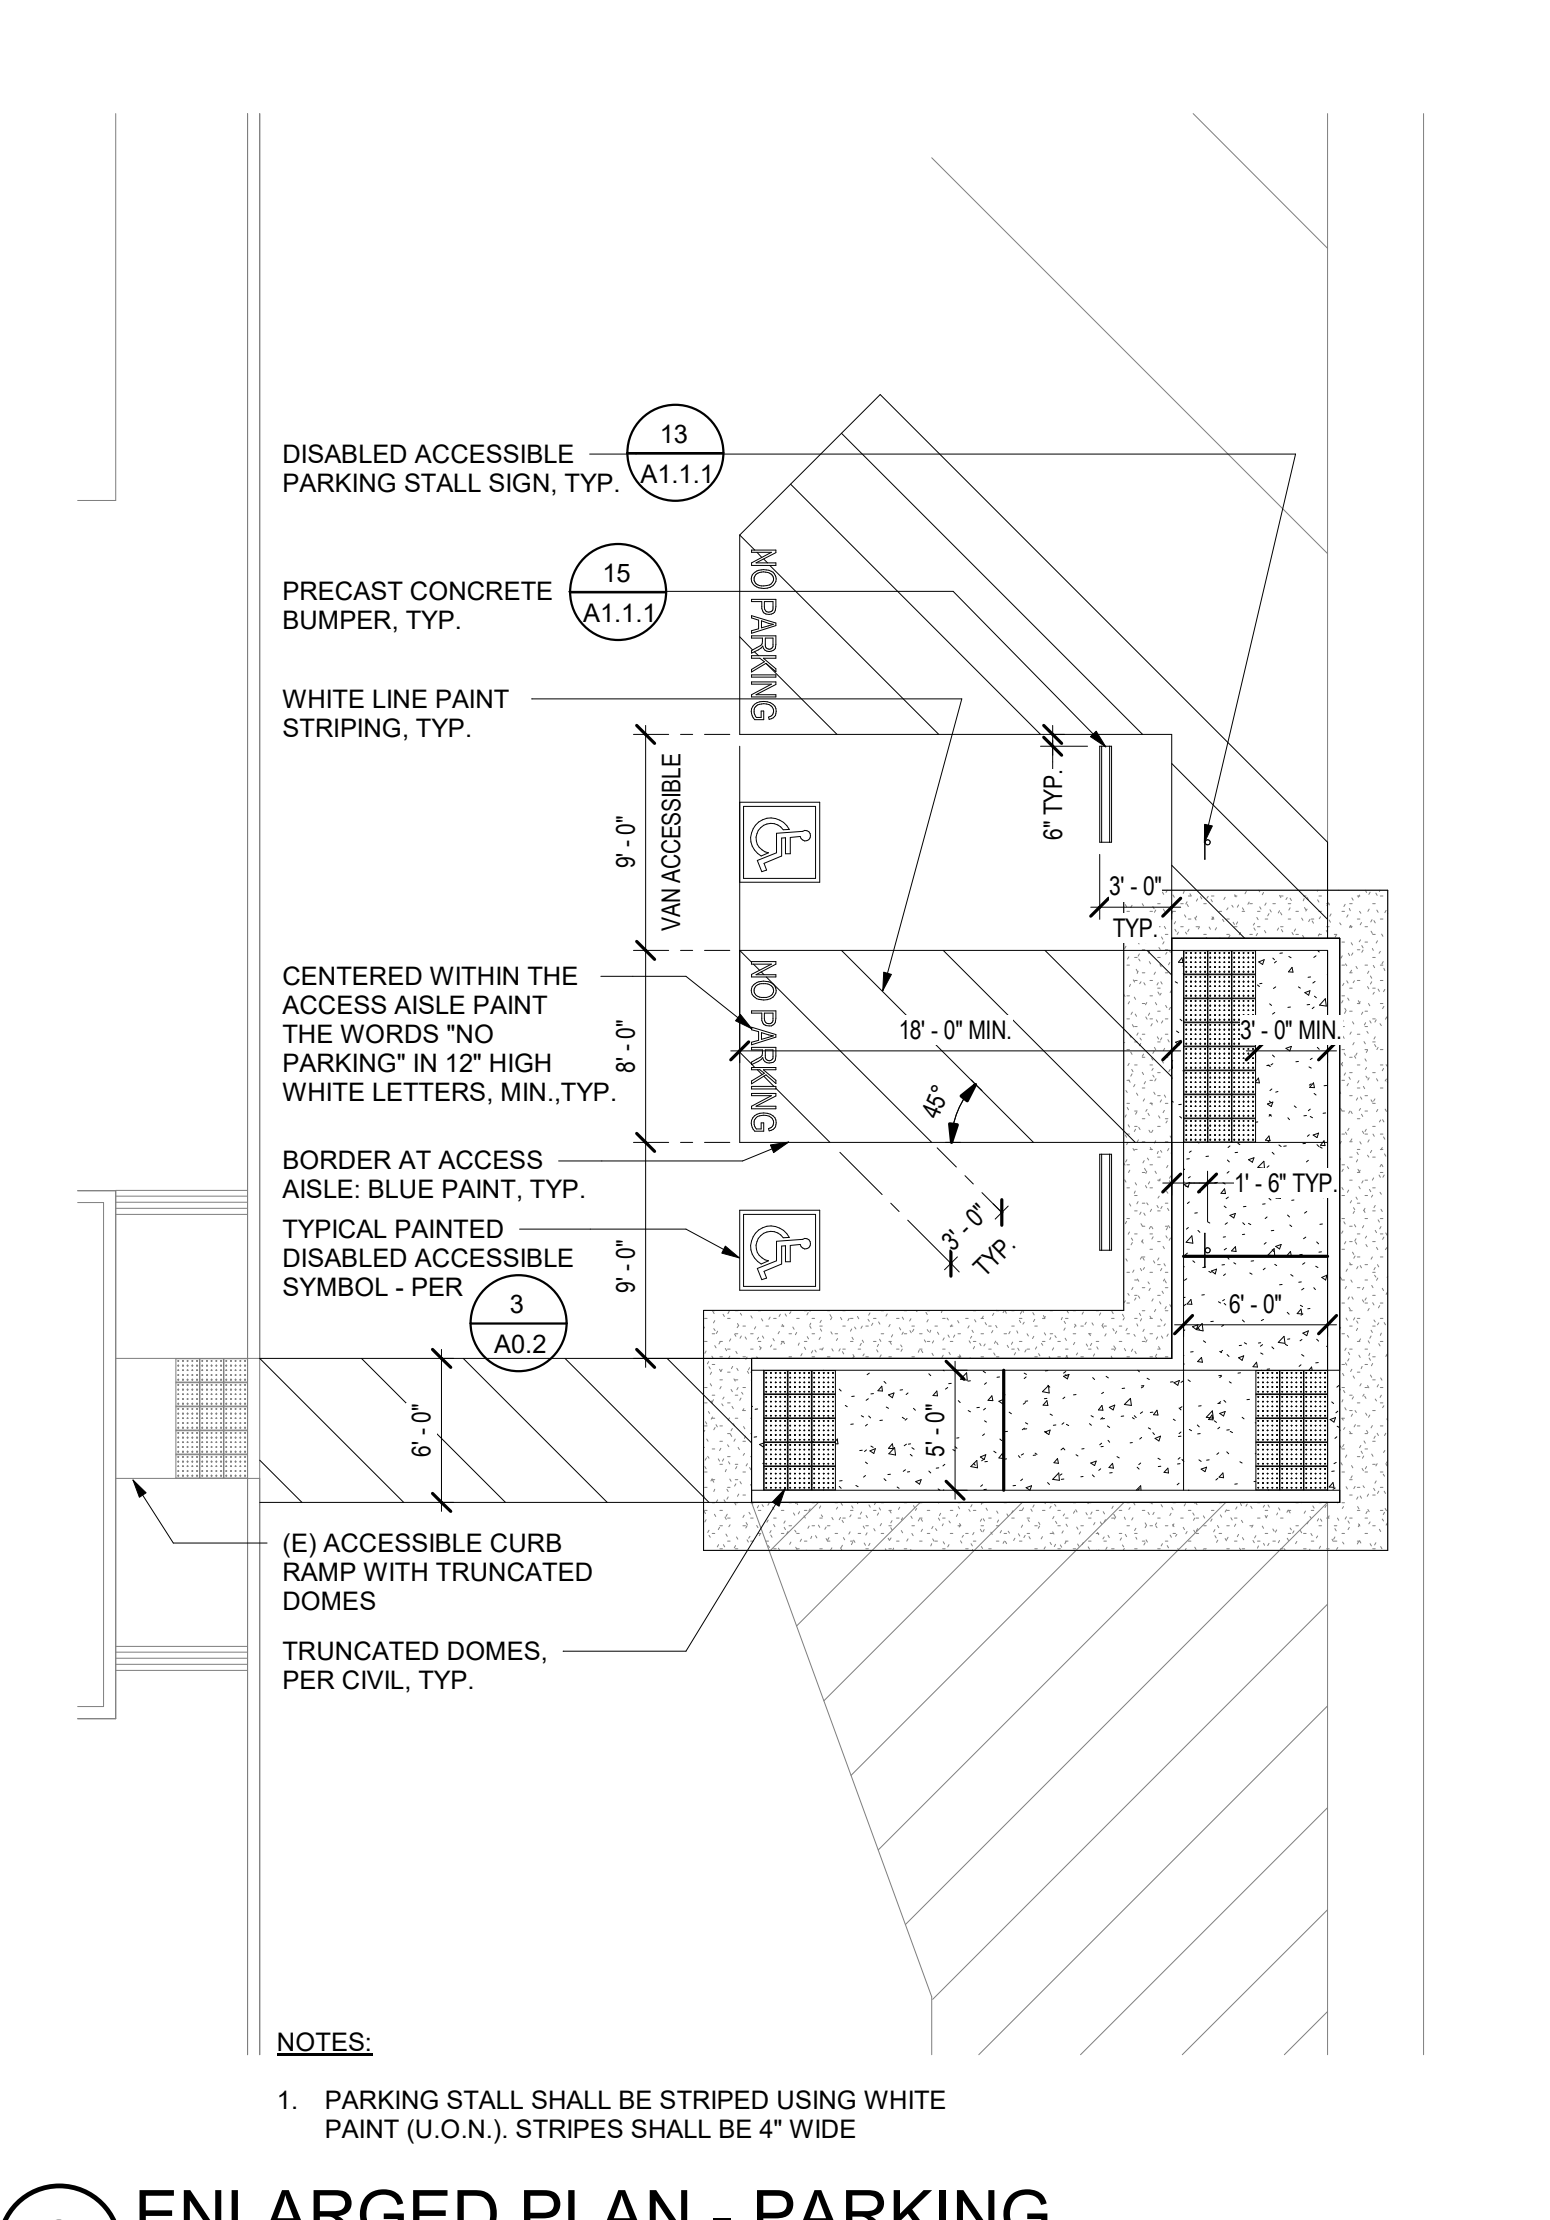 DISABLED ACCESSIBLE
PARKING STALL SIGN, TYP.
13
A1.1.1
PRECAST CONCRETE
BUMPER, TYP.
15
A1.1.1
NO PARKING
WHITE LINE PAINT
STRIPING, TYP.
9' - 0"
VAN ACCESSIBLE
6" TYP.
3' - 0"
TYP.
CENTERED WITHIN THE
ACCESS AISLE PAINT
THE WORDS "NO
PARKING" IN 12" HIGH
WHITE LETTERS, MIN.,TYP.
8' - 0"
NO PARKING
18' - 0" MIN.
3' - 0" MIN.
45°
BORDER AT ACCESS
AISLE: BLUE PAINT, TYP.
1' - 6" TYP.
TYPICAL PAINTED
DISABLED ACCESSIBLE
SYMBOL - PER
3
A0.2
9' - 0"
3' - 0"
TYP.
6' - 0"
6' - 0"
5' - 0"
(E) ACCESSIBLE CURB
RAMP WITH TRUNCATED
DOMES
TRUNCATED DOMES,
PER CIVIL, TYP.
NOTES:
1. PARKING STALL SHALL BE STRIPED USING WHITE
PAINT (U.O.N.). STRIPES SHALL BE 4" WIDE
ENLARGED PLAN - PARKING